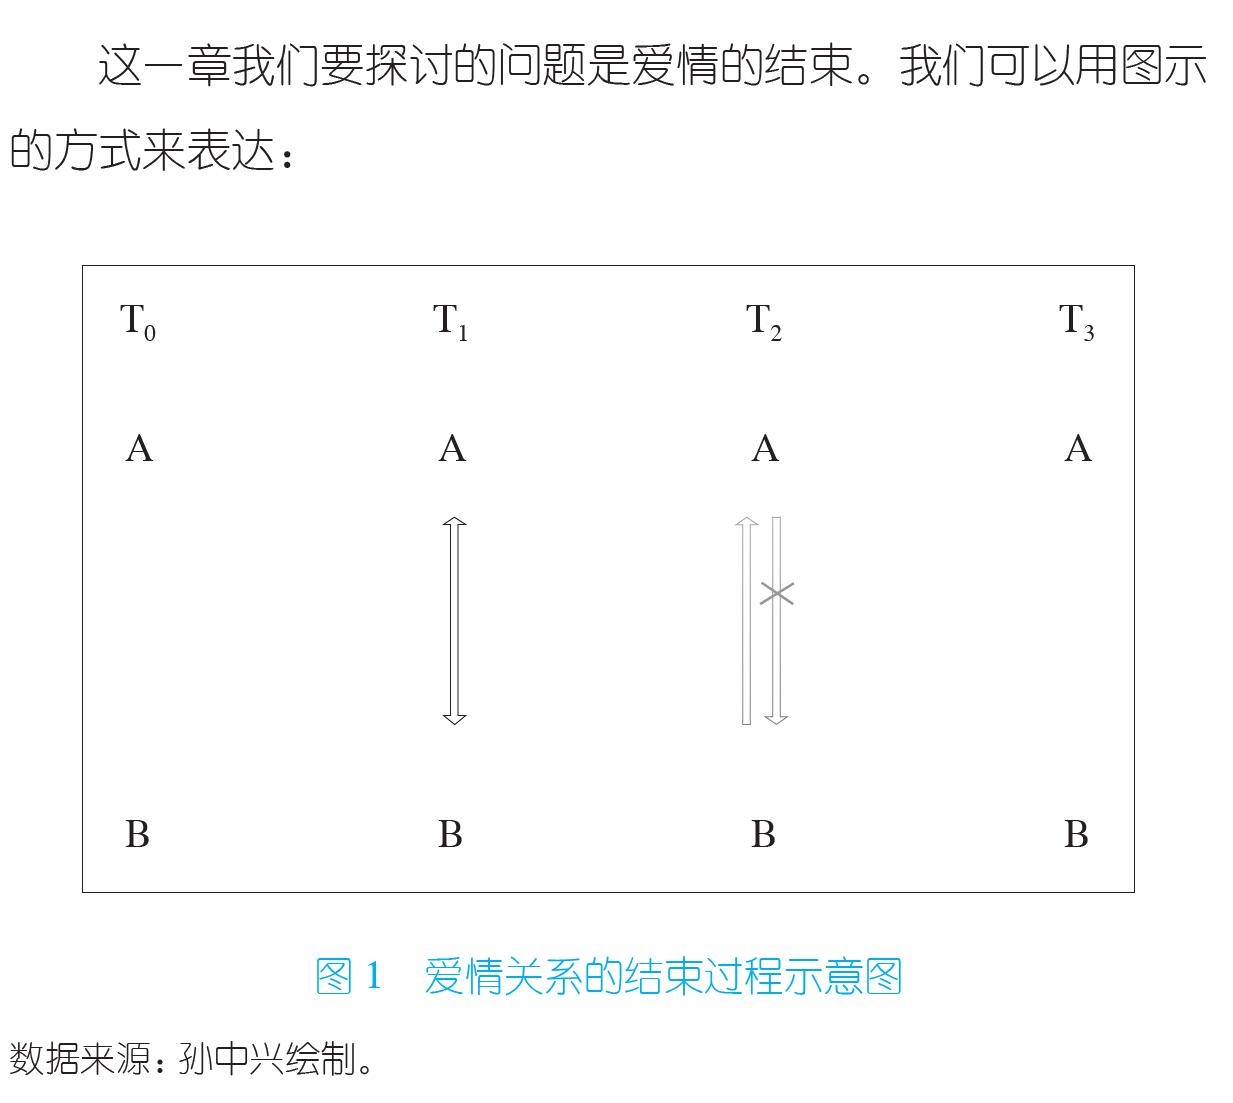 这一章我们要探讨的问题是爱情的结束。我们可以用图示
的方式来表达：
T₀ T₁ T₂ T₃
A A A A
B B B B
图 1 爱情关系的结束过程示意图
数据来源：孙中兴绘制。